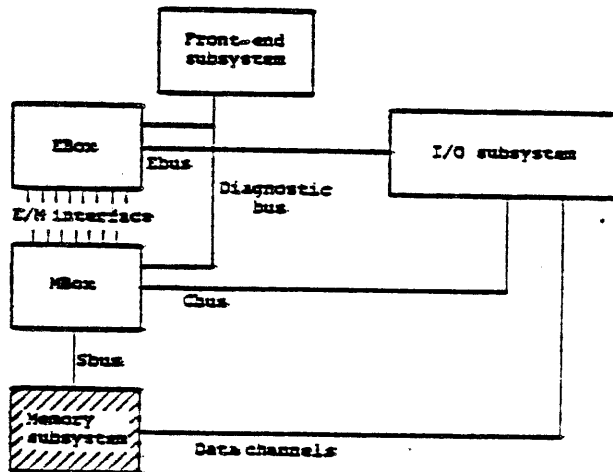 Front-end
subsystem
EBox
Ebus
I/O subsystem
Diagnostic
bus
E/M interface
MBox
Cbus
Sbus
Memory
subsystem
Data channels